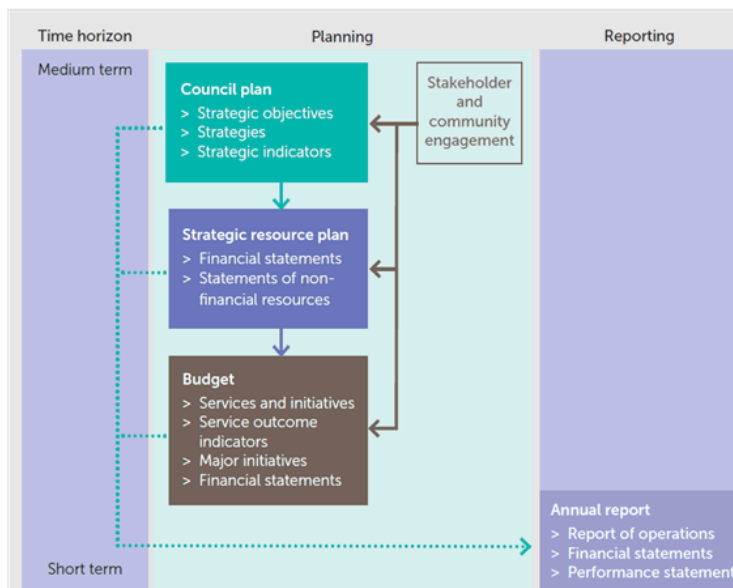 Time horizon
Planning
Reporting
Medium term
Council plan
> Strategic objectives
> Strategies
> Strategic indicators
Stakeholder
and
community
engagement
Strategic resource plan
> Financial statements
> Statements of non-
financial resources
Budget
> Services and initiatives
> Service outcome
indicators
> Major initiatives
> Financial statements
Annual report
> Report of operations
> Financial statements
> Performance statement
Short term